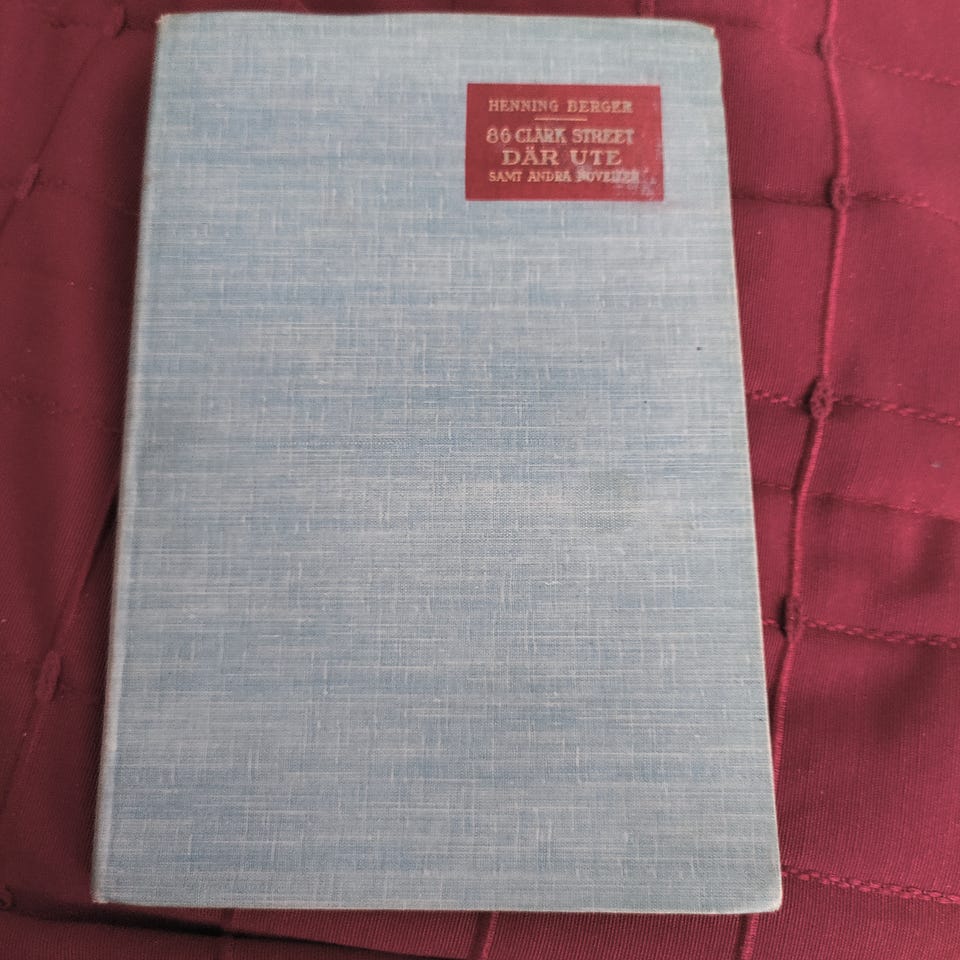 HENNING BERGER
86 CLARK STREET
DÄR UTE
SAMT ANDRA NOVELLER